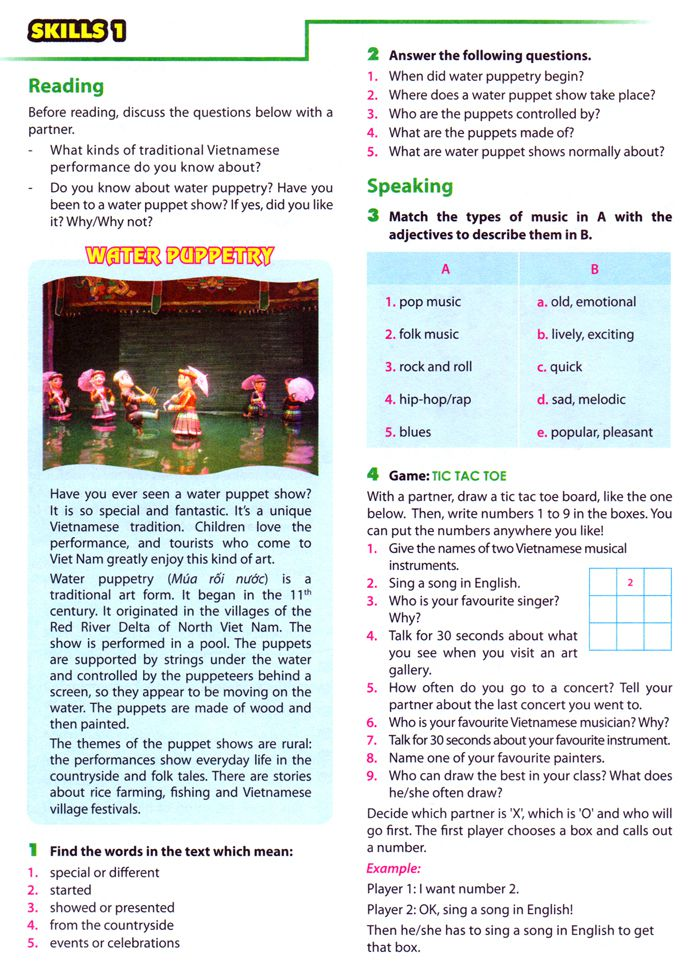 SKILLS 1
Reading
Before reading, discuss the questions below with a
partner.
- What kinds of traditional Vietnamese
performance do you know about?
- Do you know about water puppetry? Have you
been to a water puppet show? If yes, did you like
it? Why/Why not?
WATER PUPPETRY
Have you ever seen a water puppet show?
It is so special and fantastic. It's a unique
Vietnamese tradition. Children love the
performance, and tourists who come to
Viet Nam greatly enjoy this kind of art.
Water puppetry (Múa rối nước) is a
traditional art form. It began in the 11th
century. It originated in the villages of the
Red River Delta of North Viet Nam. The
show is performed in a pool. The puppets
are supported by strings under the water
and controlled by the puppeteers behind a
screen, so they appear to be moving on the
water. The puppets are made of wood and
then painted.
The themes of the puppet shows are rural:
the performances show everyday life in the
countryside and folk tales. There are stories
about rice farming, fishing and Vietnamese
village festivals.
1 Find the words in the text which mean:
1. special or different
2. started
3. showed or presented
4. from the countryside
5. events or celebrations
2 Answer the following questions.
1. When did water puppetry begin?
2. Where does a water puppet show take place?
3. Who are the puppets controlled by?
4. What are the puppets made of?
5. What are water puppet shows normally about?
Speaking
3 Match the types of music in A with the
adjectives to describe them in B.
A B
1. pop music a. old, emotional
2. folk music b. lively, exciting
3. rock and roll c. quick
4. hip-hop/rap d. sad, melodic
5. blues e. popular, pleasant
4 Game: TIC TAC TOE
With a partner, draw a tic tac toe board, like the one
below. Then, write numbers 1 to 9 in the boxes. You
can put the numbers anywhere you like!
1. Give the names of two Vietnamese musical
instruments.
2. Sing a song in English.
2
3. Who is your favourite singer?
Why?
4. Talk for 30 seconds about what
you see when you visit an art
gallery.
5. How often do you go to a concert? Tell your
partner about the last concert you went to.
6. Who is your favourite Vietnamese musician? Why?
7. Talk for 30 seconds about your favourite instrument.
8. Name one of your favourite painters.
9. Who can draw the best in your class? What does
he/she often draw?
Decide which partner is 'X', which is 'O' and who will
go first. The first player chooses a box and calls out
a number.
Example:
Player 1: I want number 2.
Player 2: OK, sing a song in English!
Then he/she has to sing a song in English to get
that box.